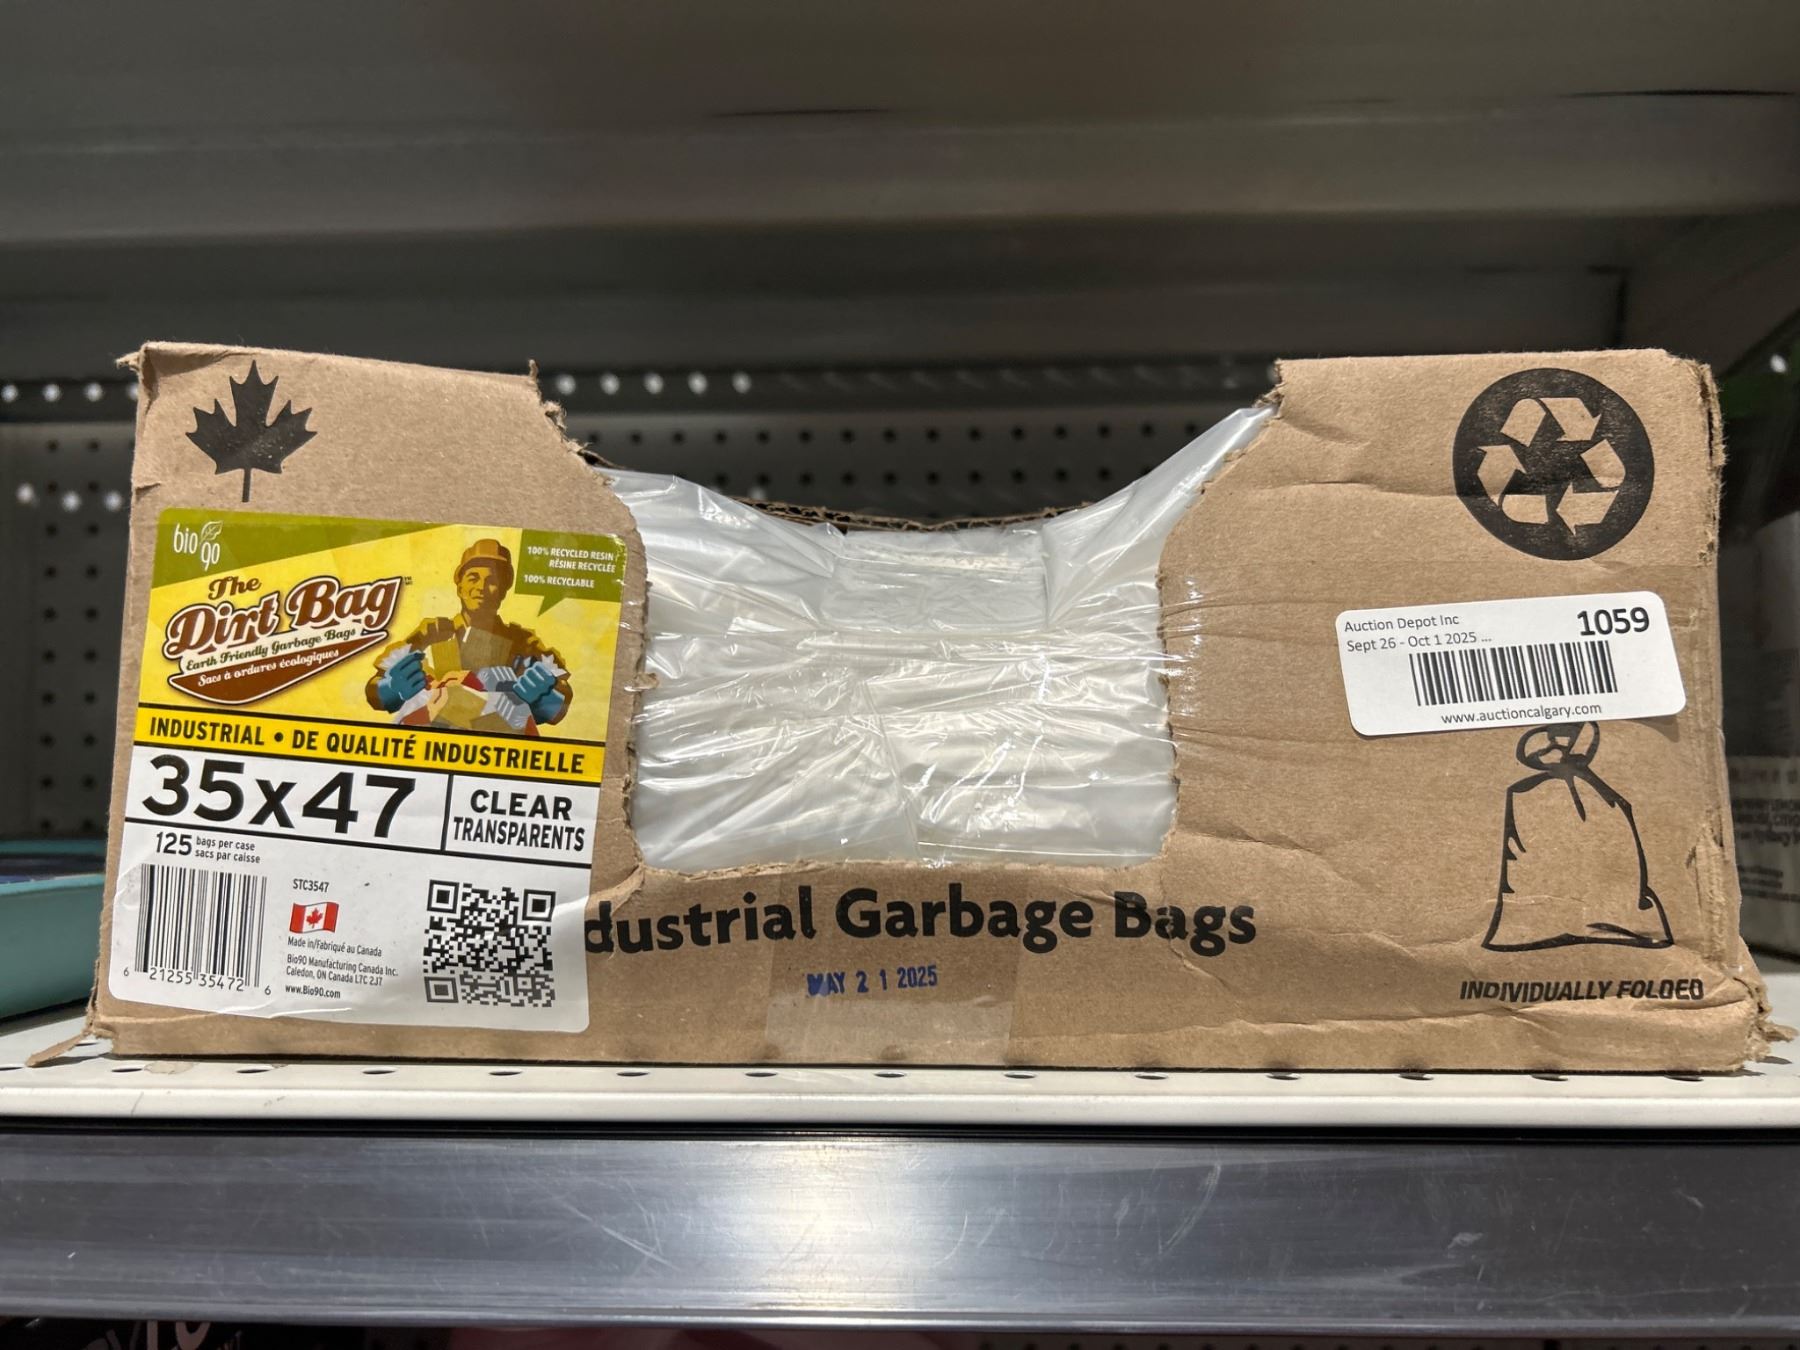 bio
90
The
Dirt Bag
Earth Friendly Garbage Bags
Sacs à ordures écologiques
100% RECYCLED RESIN
RÉSINE RECYCLÉE
100% RECYCLABLE
INDUSTRIAL • DE QUALITÉ INDUSTRIELLE
35x47
CLEAR
TRANSPARENTS
125 bags per case
sacs par caisse
STC3547
Made in/Fabriqué au Canada
Bio90 Manufacturing Canada Inc.
Caledon, ON Canada L7C 2J7
www.Bio90.com
6 21255 35472 6
dustrial Garbage Bags
MAY 2 1 2025
Auction Depot Inc
1059
Sept 26 - Oct 1 2025 ...
www.auctioncalgary.com
INDIVIDUALLY FOLDED